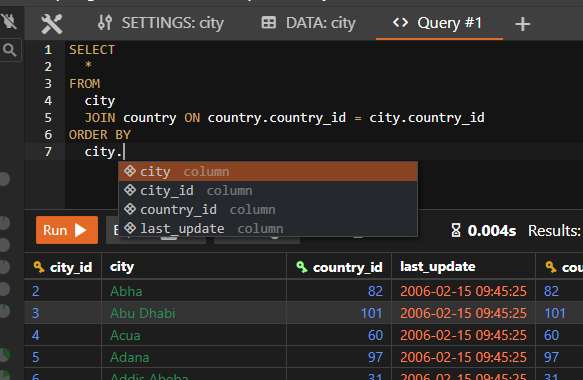 SETTINGS: city DATA: city Query #1
1 SELECT
2 *
3 FROM
4 city
5 JOIN country ON country.country_id = city.country_id
6 ORDER BY
7 city.
city column
city_id column
country_id column
last_update column
Run 0.004s Results:
city_id city country_id last_update cou
2 Abha 82 2006-02-15 09:45:25 82
3 Abu Dhabi 101 2006-02-15 09:45:25 101
4 Acua 60 2006-02-15 09:45:25 60
5 Adana 97 2006-02-15 09:45:25 97
6 Addis Abeba 31 2006-02-15 09:45:25 31